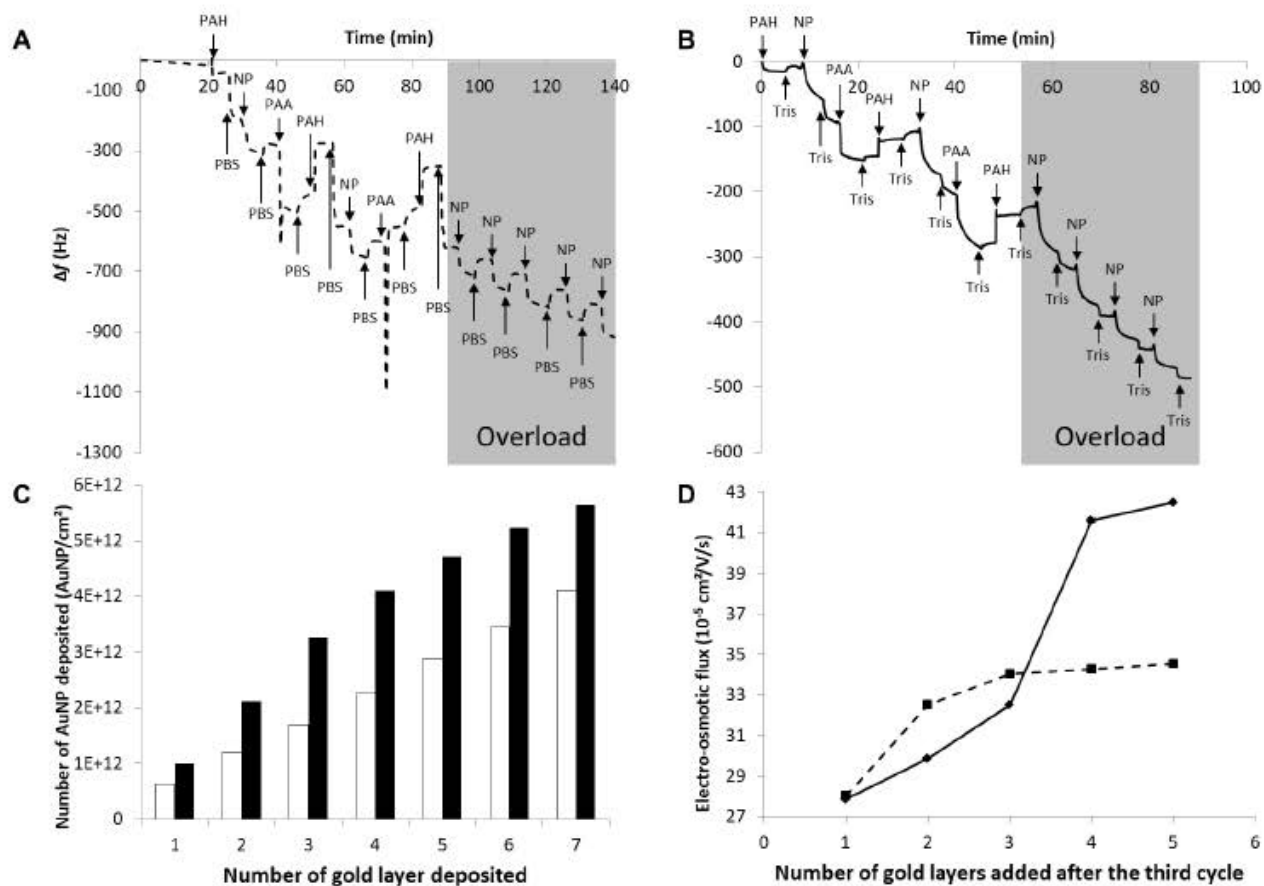 A
Time (min)
0
20
40
60
80
100
120
140
-100
-300
-500
-700
-900
-1100
-1300
Δf (Hz)
PAH
NP
PAA
PAH
NP
PAA
PAH
NP
NP
NP
NP
NP
PBS
PBS
PBS
PBS
PBS
PBS
PBS
PBS
PBS
PBS
PBS
Overload
B
Time (min)
0
20
40
60
80
100
0
-100
-200
-300
-400
-500
-600
PAH
NP
PAA
PAH
NP
PAA
PAH
NP
NP
NP
NP
Tris
Tris
Tris
Tris
Tris
Tris
Tris
Tris
Tris
Tris
Tris
Overload
C
Number of AuNP deposited (AuNP/cm²)
6E+12
5E+12
4E+12
3E+12
2E+12
1E+12
0
1 2 3 4 5 6 7
Number of gold layer deposited
D
Electro-osmotic flux (10⁻⁵ cm²/V/s)
43
41
39
37
35
33
31
29
27
0 1 2 3 4 5 6
Number of gold layers added after the third cycle